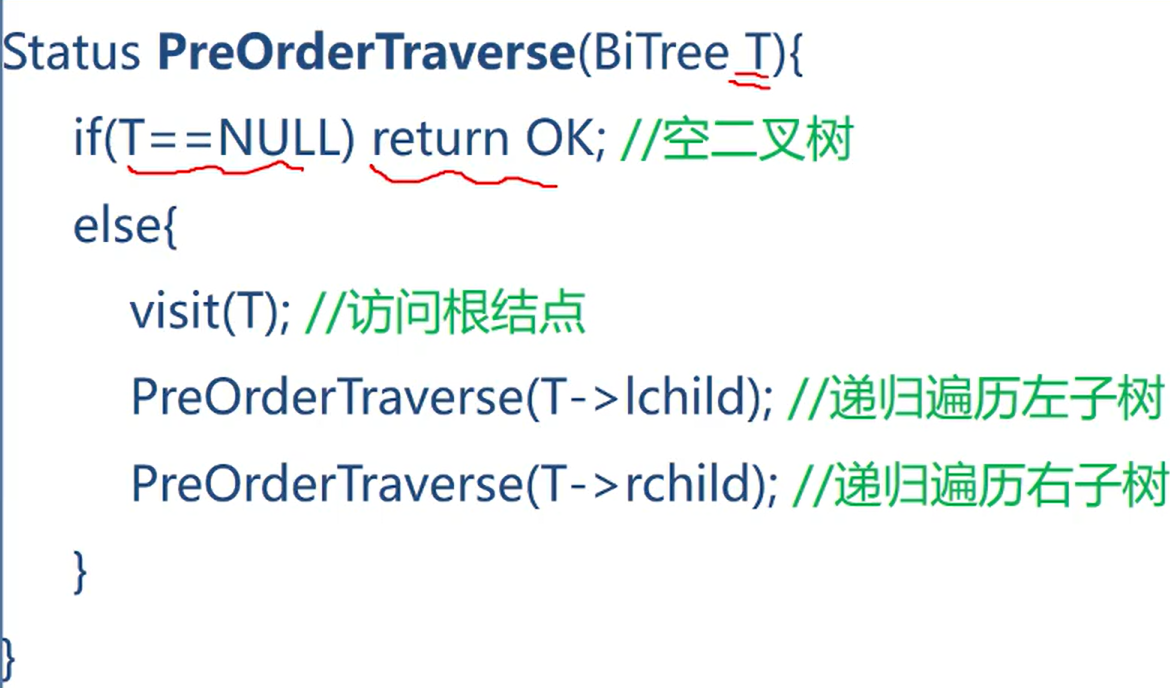 Status PreOrderTraverse(BiTree T){
if(T==NULL) return OK; //空二叉树
else{
visit(T); //访问根结点
PreOrderTraverse(T->lchild); //递归遍历左子树
PreOrderTraverse(T->rchild); //递归遍历右子树
}
}